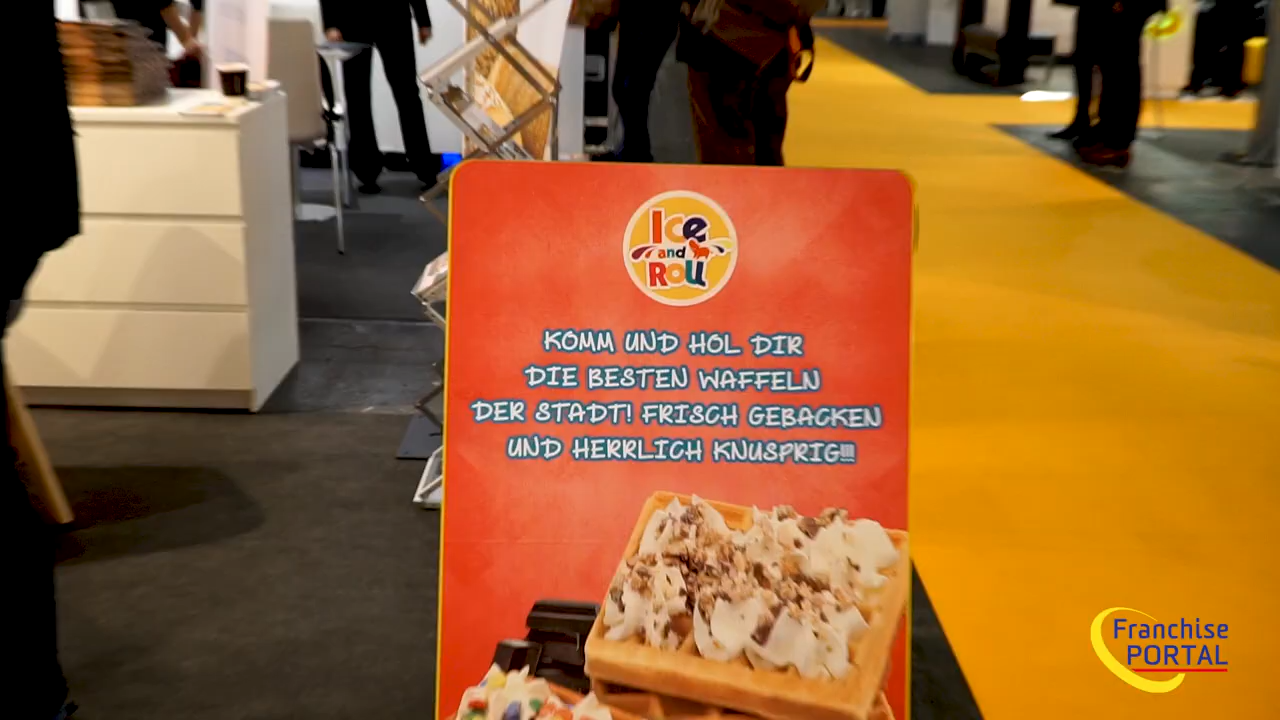 Ice
and
Roll
KOMM UND HOL DIR
DIE BESTEN WAFFELN
DER STADT! FRISCH GEBACKEN
UND HERRLICH KNUSPRIG!!!
Franchise
PORTAL